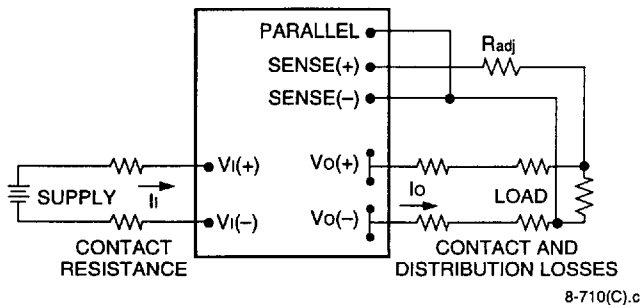 PARALLEL
SENSE(+)
SENSE(–)
Radj
VI(+)
VI(–)
VO(+)
VO(–)
SUPPLY
II
IO
LOAD
CONTACT
RESISTANCE
CONTACT AND
DISTRIBUTION LOSSES
8-710(C).c